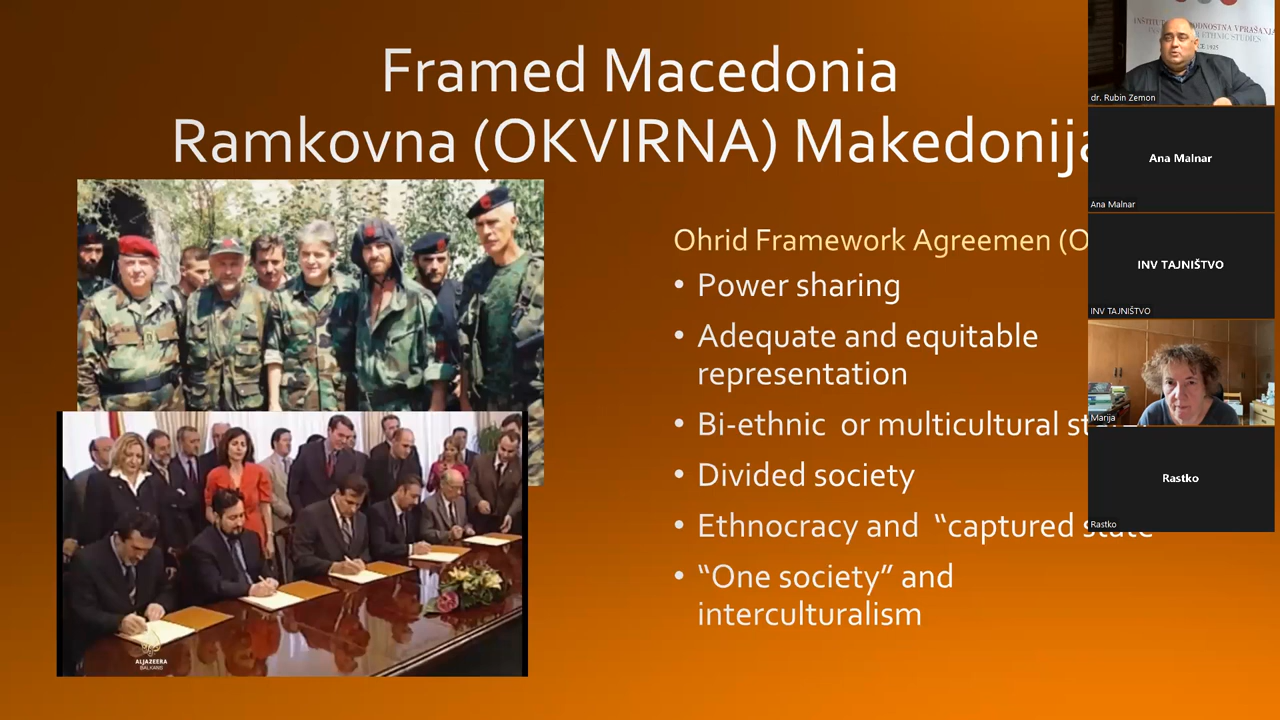 Framed Macedonia
Ramkovna (OKVIRNA) Makedonija
Ohrid Framework Agreemen (O
• Power sharing
• Adequate and equitable
representation
• Bi-ethnic or multicultural
• Divided society
• Ethnocracy and “captured state
• “One society” and
interculturalism
ALJAZEERA
BALKANS
dr. Rubin Zemon
Ana Malnar
Ana Malnar
INV TAJNIŠTVO
INV TAJNIŠTVO
Marija
Rastko
Rastko